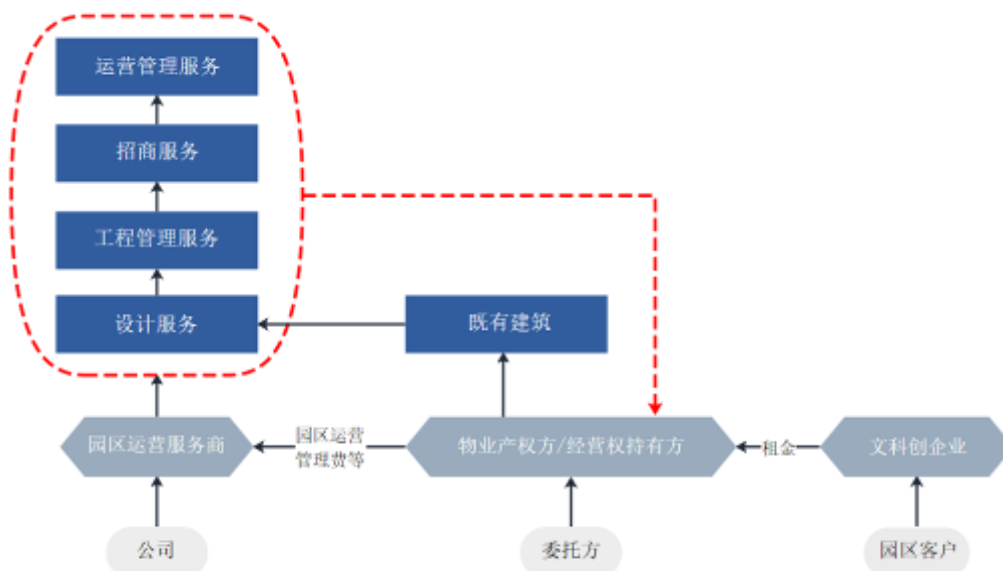 运营管理服务
招商服务
工程管理服务
设计服务
既有建筑
园区运营服务商
园区运营
管理费等
物业产权方/经营权持有方
租金
文科创企业
公司
委托方
园区客户